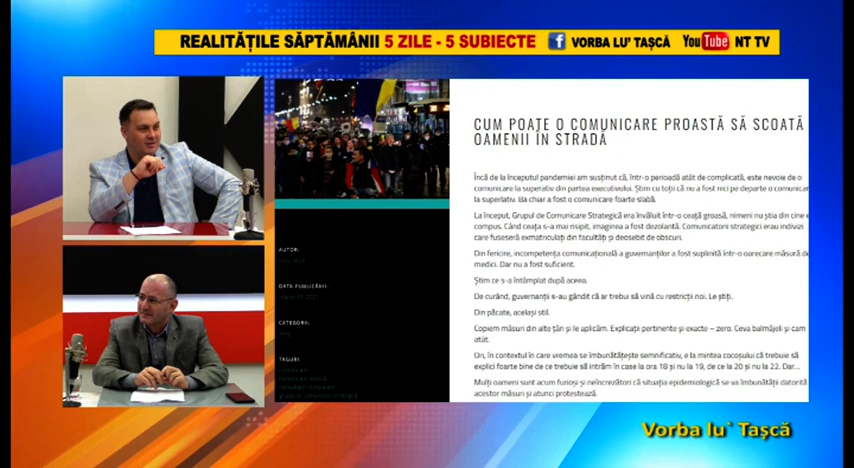 REALITĂȚILE SĂPTĂMÂNII 5 ZILE - 5 SUBIECTE f VORBA LU' TAȘCĂ YouTube NT TV
CUM POATE O COMUNICARE PROASTĂ SĂ SCOATĂ
OAMENII ÎN STRADĂ
Încă de la începutul pandemiei am susținut că, într-o perioadă atât de complicată, este nevoie de o
comunicare la superlativ din partea executivului. Știm cu toții că nu a fost nici pe departe o comunicar
la superlativ. Ba chiar a fost o comunicare foarte slabă.
La început, Grupul de Comunicare Strategică era învăluit într-o ceață groasă, nimeni nu știa din cine e
compus. Când ceața s-a mai risipit, imaginea a fost dezolantă. Comunicatorii strategici erau indivizi
care fuseseră exmatriculați din facultăți și deosebit de obscuri.
Din fericire, incompetența comunicațională a guvernanților a fost suplinită într-o oarecare măsură de
medici. Dar nu a fost suficient.
Știm ce s-a întâmplat după aceea.
De curând, guvernanții s-au gândit că ar trebui să vină cu restricții noi. Le știți.
Din păcate, același stil.
Copiem măsuri din alte țări și le aplicăm. Explicații pertinente și exacte – zero. Ceva bălmăjeli și cam
atât.
Ori, în contextul în care vremea se îmbunătățește semnificativ, e la mintea cocoșului că trebuie să
explici foarte bine de ce trebuie să intrăm în case la ora 18 și nu la 19, de ce la 20 și nu la 22. Dar...
Mulți oameni sunt acum furioși și neîncrezători că situația epidemiologică se va îmbunătăți datorită
acestor măsuri și atunci protestează.
AUTOR:
DATA PUBLICĂRII:
CATEGORII:
TAGURI:
Vorba lu' Tașcă